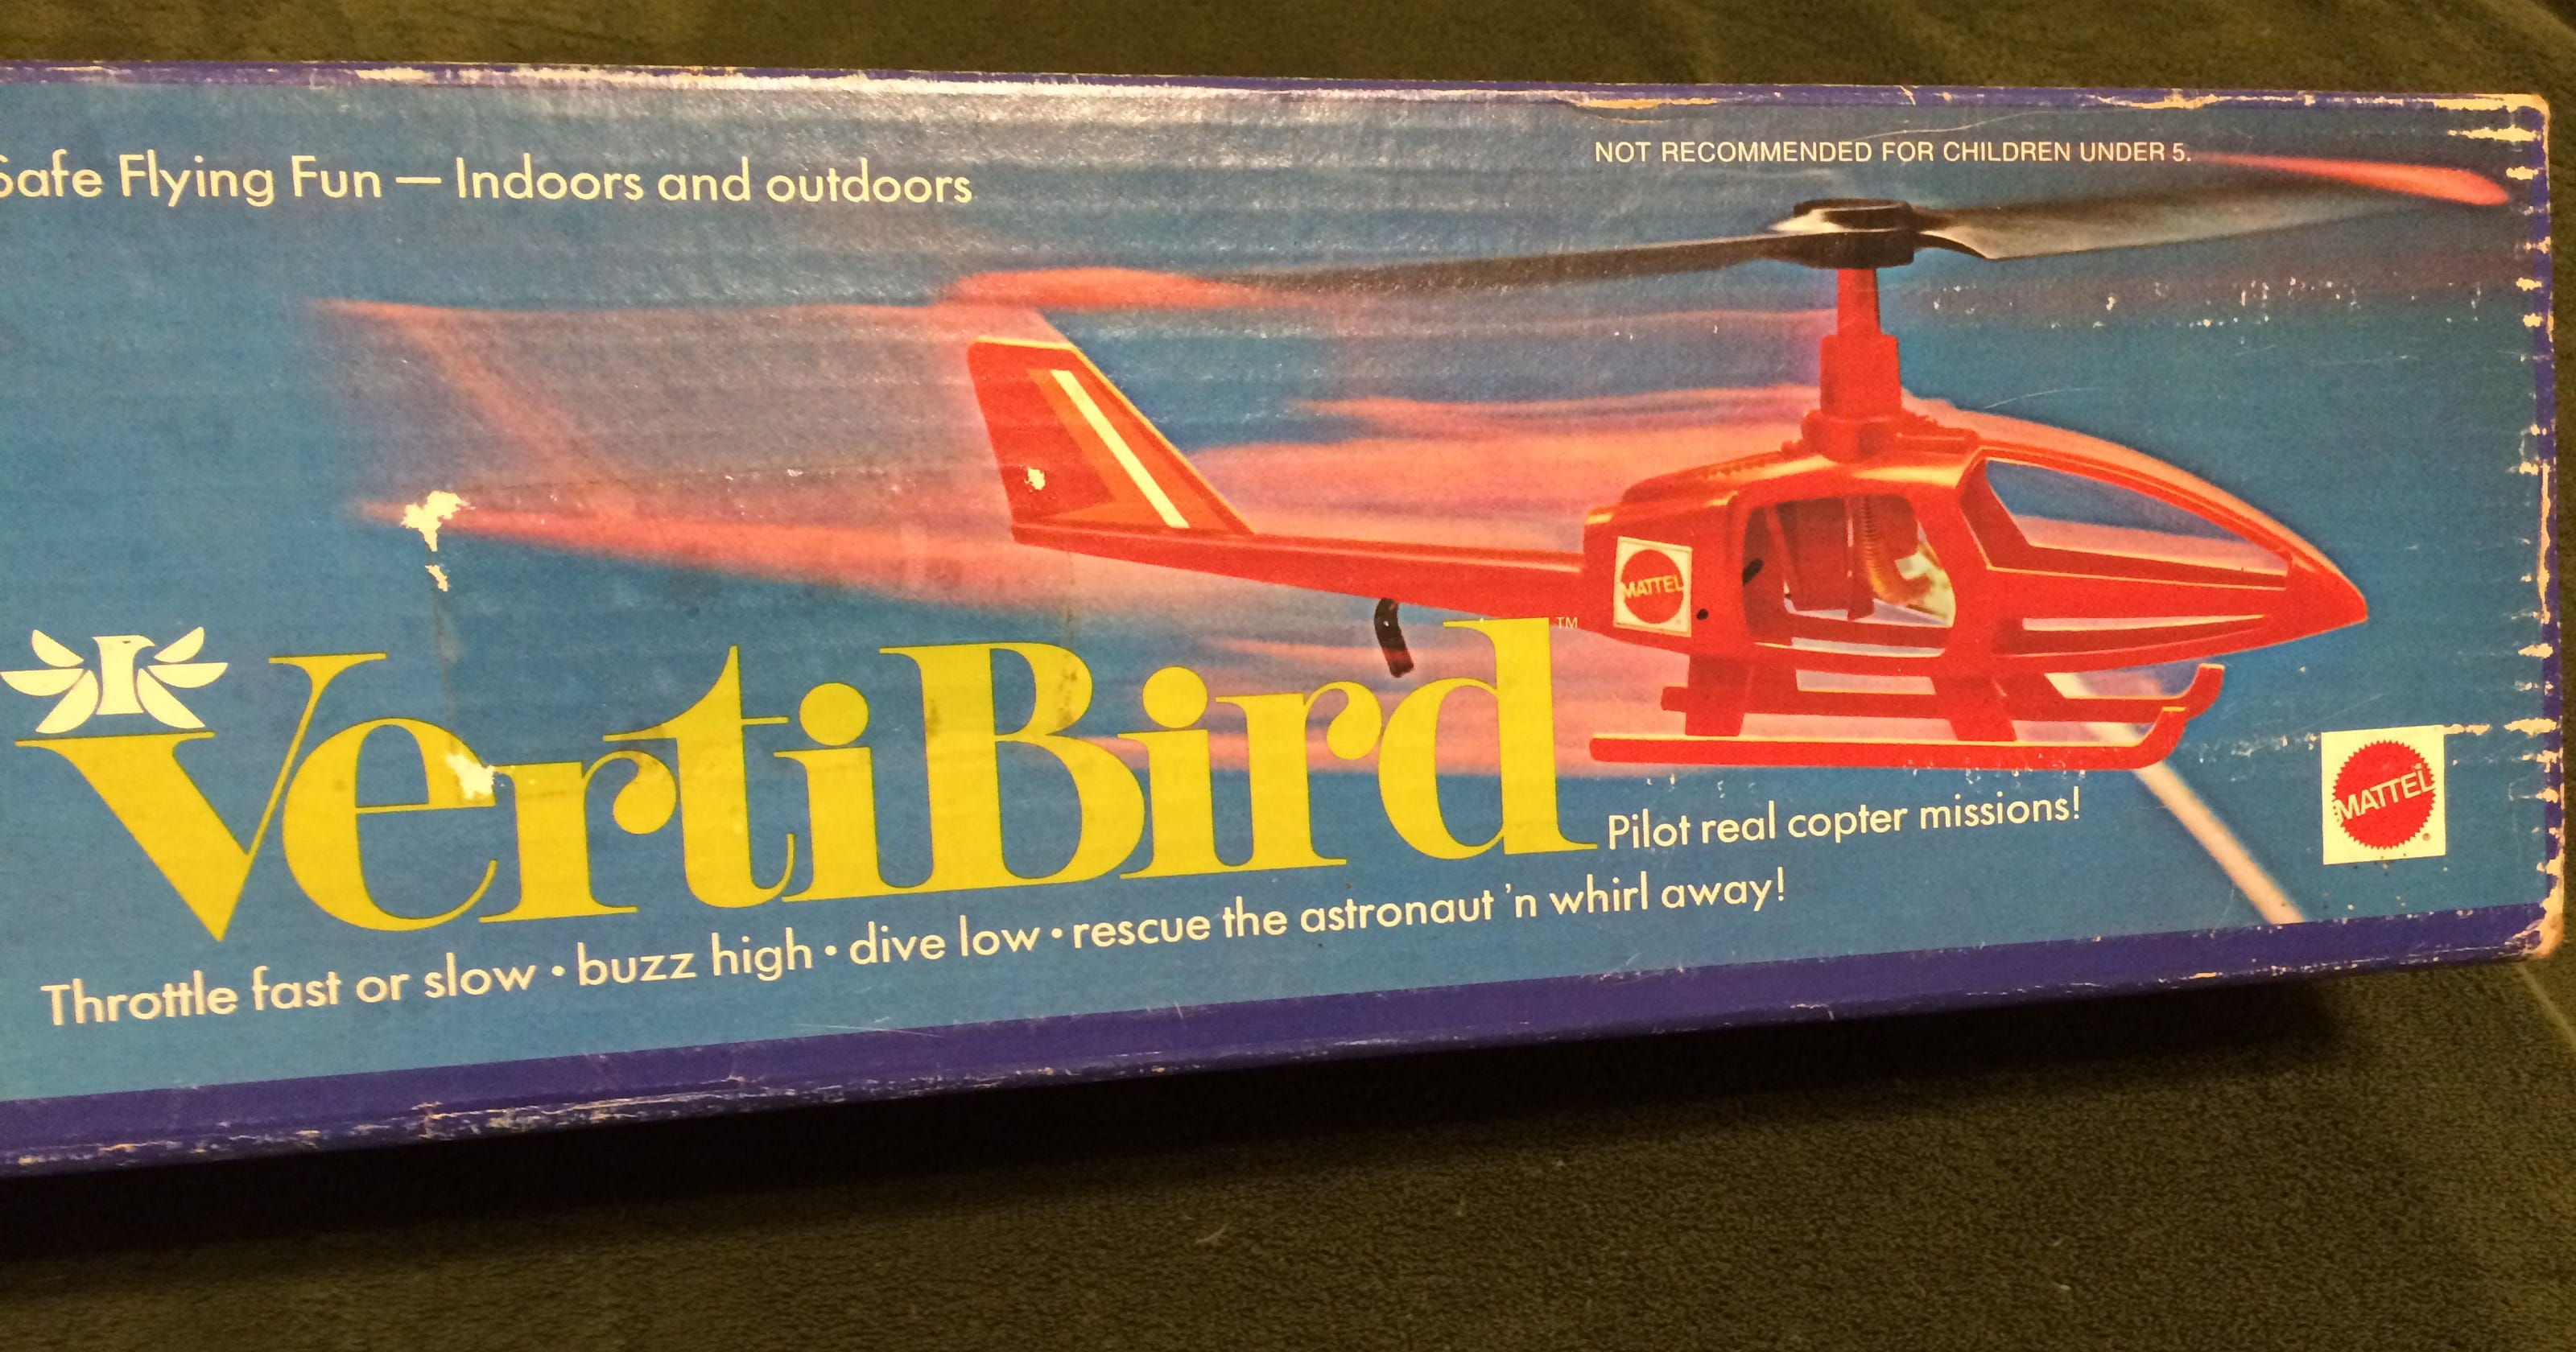 Safe Flying Fun — Indoors and outdoors
NOT RECOMMENDED FOR CHILDREN UNDER 5.
MATTEL
VertiBird™
Pilot real copter missions!
MATTEL®
Throttle fast or slow • buzz high • dive low • rescue the astronaut 'n whirl away!